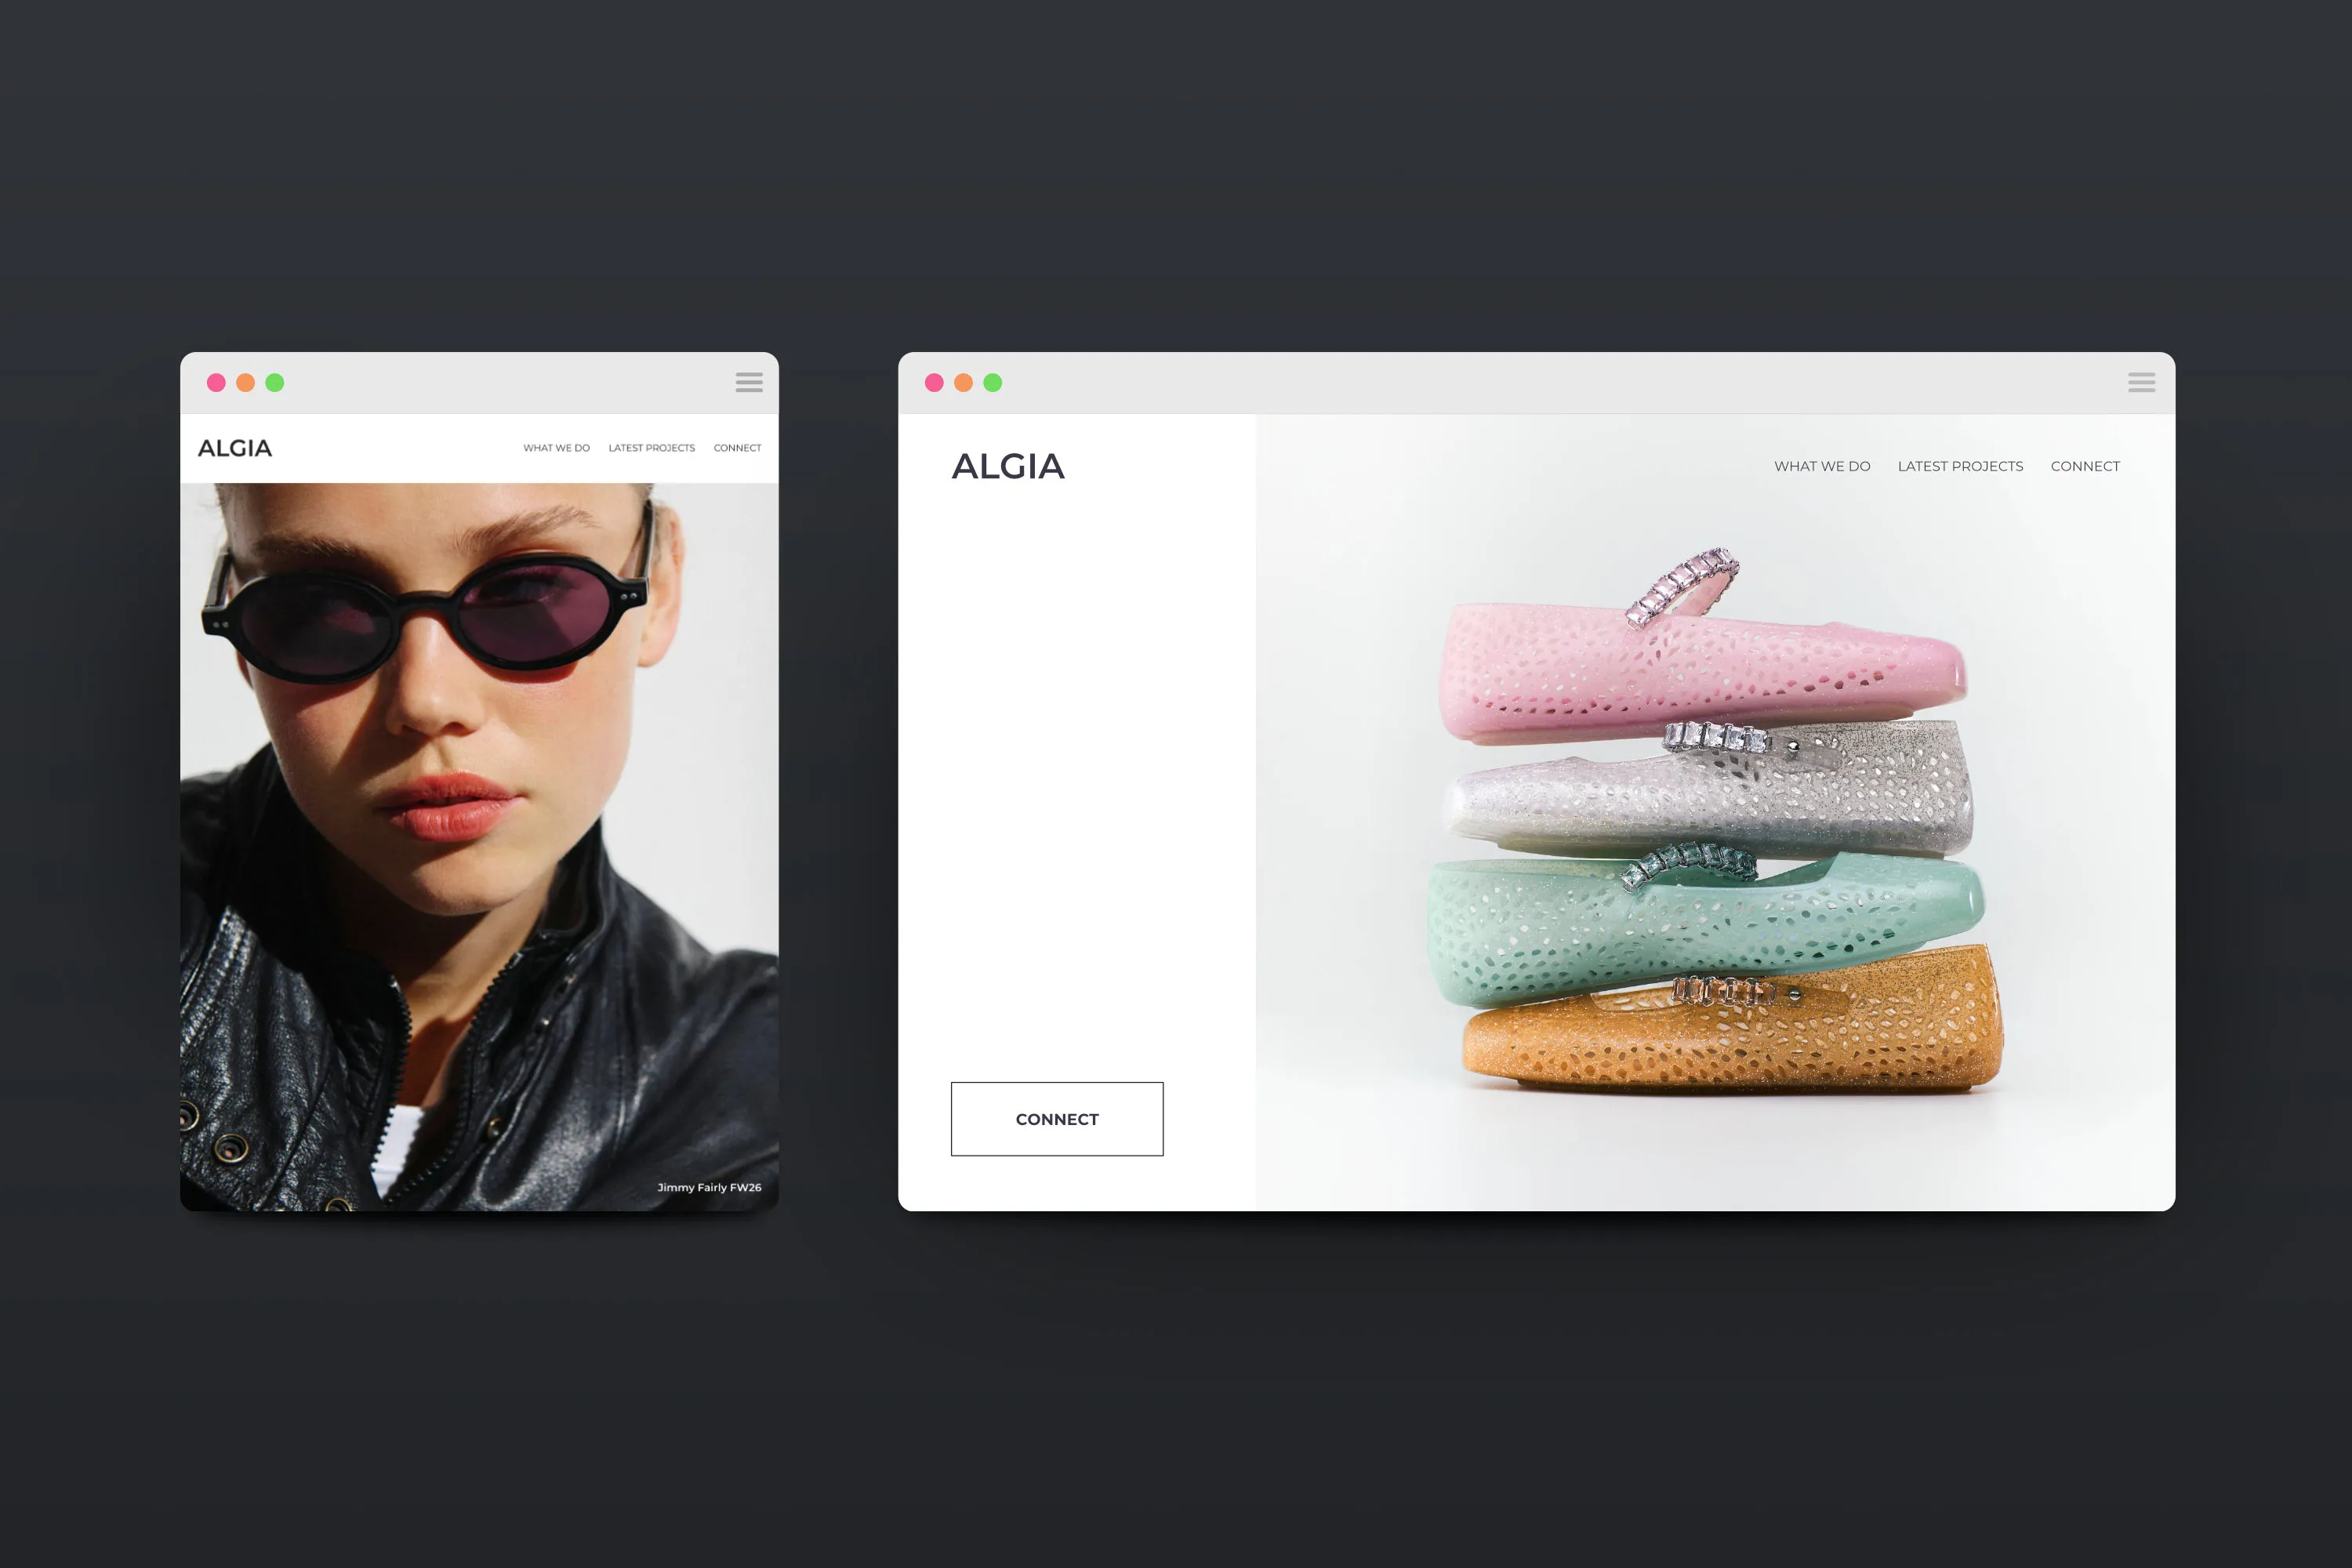 ALGIA
WHAT WE DO LATEST PROJECTS CONNECT
Jimmy Fairly FW26
ALGIA
WHAT WE DO LATEST PROJECTS CONNECT
CONNECT